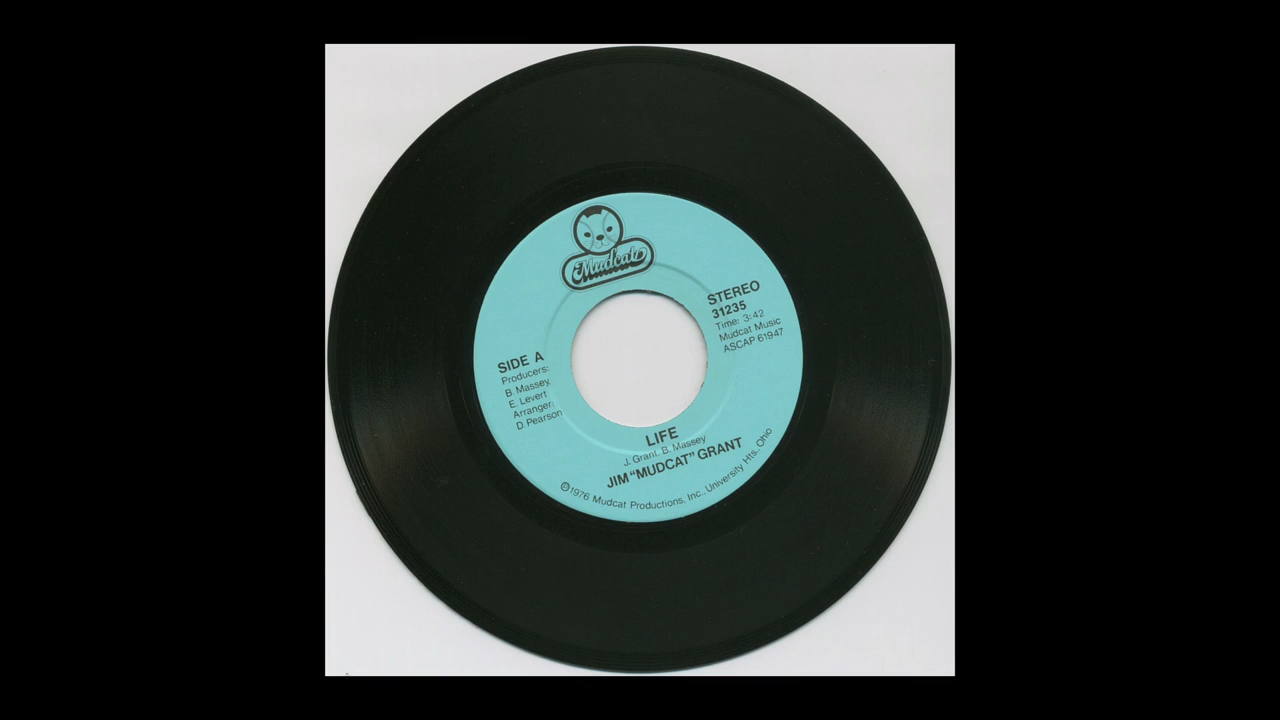 Mudcat
STEREO
31235
Time: 3:42
Mudcat Music
ASCAP 61947
SIDE A
Producers:
B. Massey,
E. Levert
Arranger:
D. Pearson
LIFE
J. Grant, B. Massey
JIM "MUDCAT" GRANT
℗1976 Mudcat Productions, Inc., University Hts. Ohio